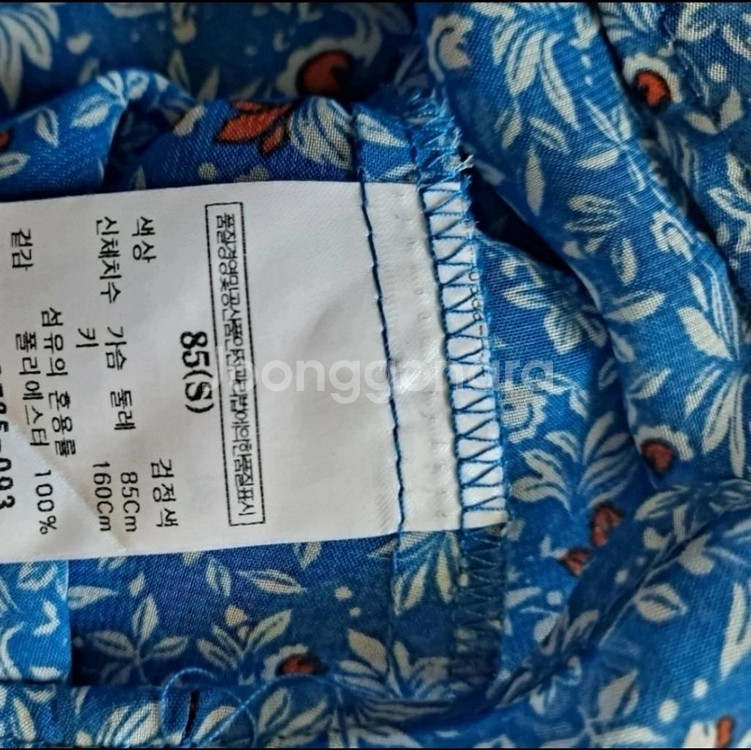 품질경영및공산품안전관리법에의한품질표시
85(S)
색상 검정색
신체치수 가슴 둘레 85Cm
키 160Cm
섬유의 혼용률
겉감 폴리에스터 100%